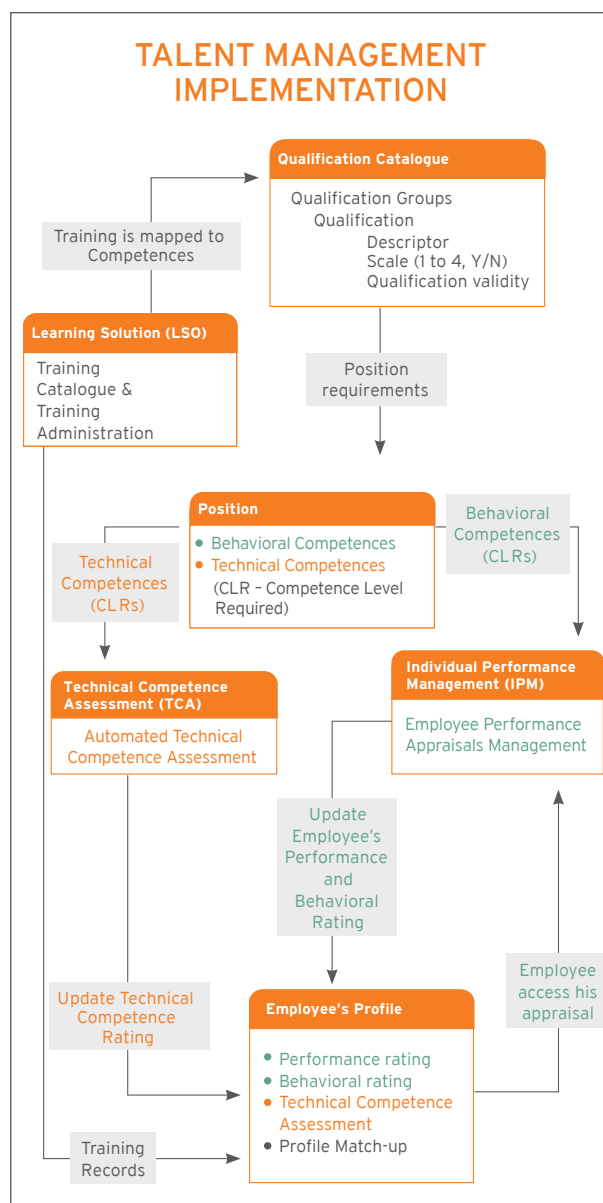 TALENT MANAGEMENT
IMPLEMENTATION
Qualification Catalogue
Qualification Groups
Qualification
Descriptor
Scale (1 to 4, Y/N)
Qualification validity
Training is mapped to
Competences
Learning Solution (LSO)
Training
Catalogue &
Training
Administration
Position
requirements
Position
• Behavioral Competences
• Technical Competences
(CLR – Competence Level
Required)
Technical
Competences
(CLRs)
Behavioral
Competences
(CLRs)
Technical Competence
Assessment (TCA)
Automated Technical
Competence Assessment
Individual Performance
Management (IPM)
Employee Performance
Appraisals Management
Update
Employee's
Performance
and
Behavioral
Rating
Update Technical
Competence
Rating
Employee
access his
appraisal
Employee's Profile
• Performance rating
• Behavioral rating
• Technical Competence
Assessment
• Profile Match-up
Training
Records